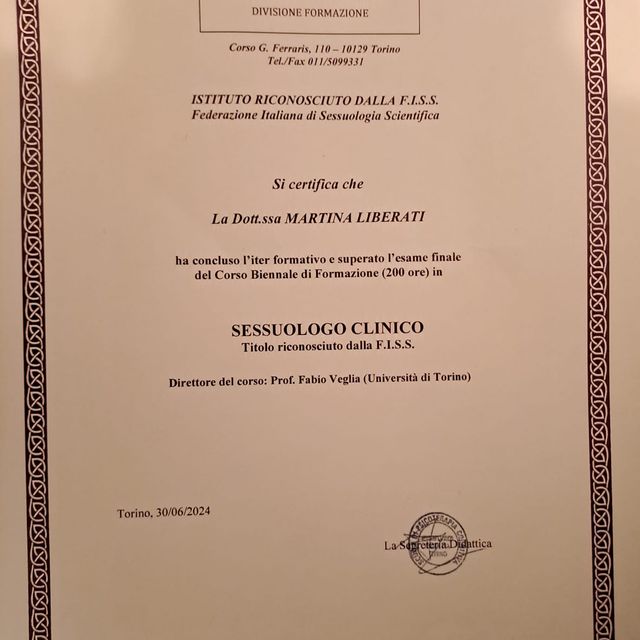 DIVISIONE FORMAZIONE
Corso G. Ferraris, 110 – 10129 Torino
Tel./Fax 011/5099331
ISTITUTO RICONOSCIUTO DALLA F.I.S.S.
Federazione Italiana di Sessuologia Scientifica
Si certifica che
La Dott.ssa MARTINA LIBERATI
ha concluso l'iter formativo e superato l'esame finale
del Corso Biennale di Formazione (200 ore) in
SESSUOLOGO CLINICO
Titolo riconosciuto dalla F.I.S.S.
Direttore del corso: Prof. Fabio Veglia (Università di Torino)
Torino, 30/06/2024
La Segreteria Didattica